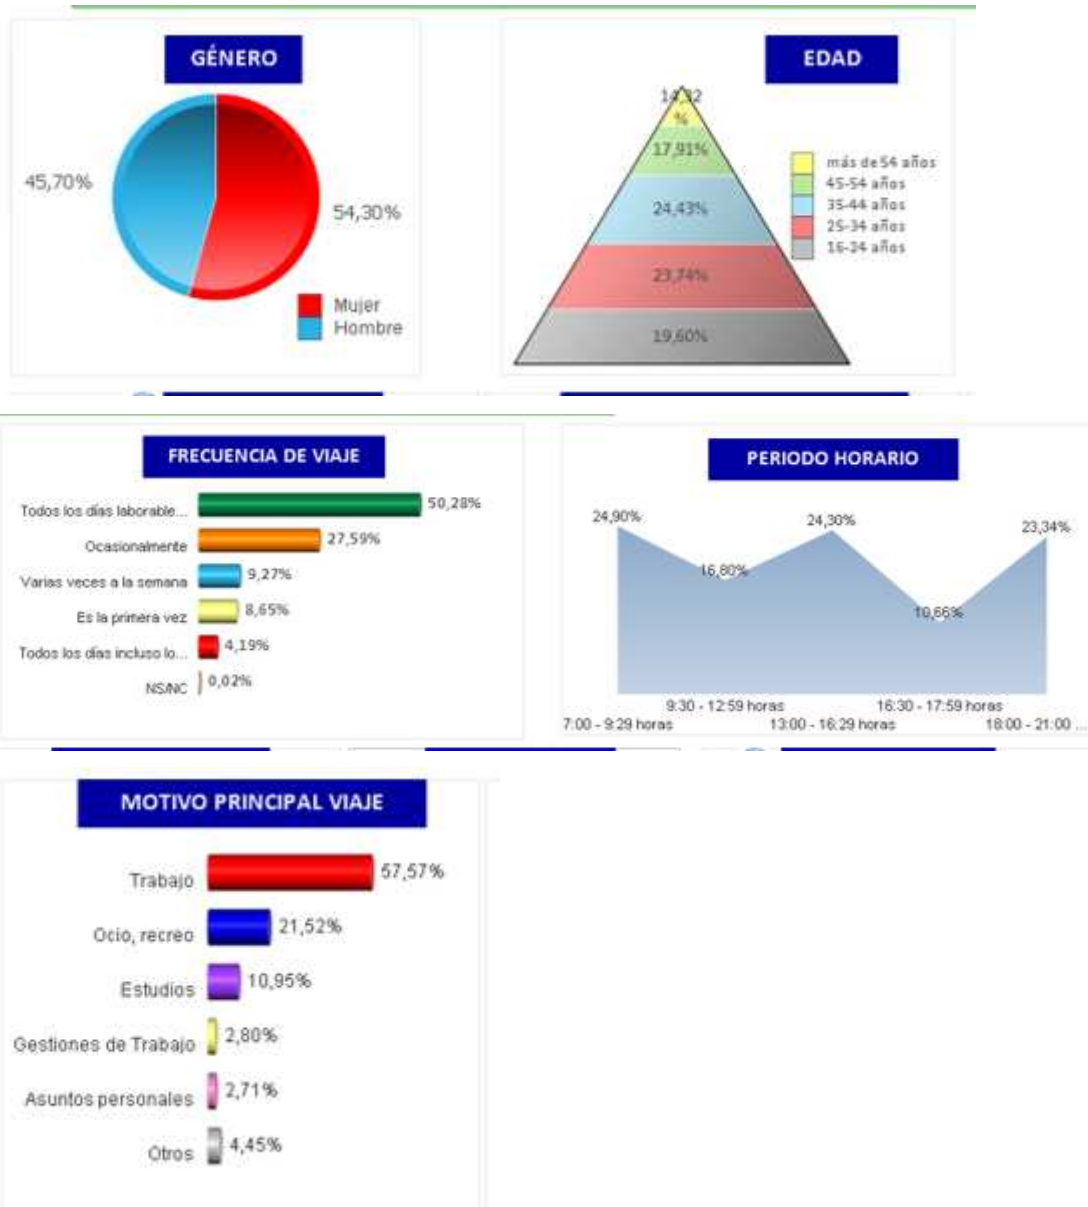 GÉNERO
45,70%
54,30%
Mujer
Hombre
EDAD
14,32
%
17,91%
24,43%
23,74%
19,60%
más de 54 años
45-54 años
35-44 años
25-34 años
16-24 años
FRECUENCIA DE VIAJE
Todos los días laborable... 50,28%
Ocasionalmente 27,59%
Varias veces a la semana 9,27%
Es la primera vez 8,65%
Todos los días incluso lo... 4,19%
NS/NC 0,02%
PERIODO HORARIO
24,90%
16,80%
24,30%
10,66%
23,34%
9:30 - 12:59 horas
16:30 - 17:59 horas
7:00 - 9:29 horas
13:00 - 16:29 horas
18:00 - 21:00 ...
MOTIVO PRINCIPAL VIAJE
Trabajo 57,57%
Ocio, recreo 21,52%
Estudios 10,95%
Gestiones de Trabajo 2,80%
Asuntos personales 2,71%
Otros 4,45%